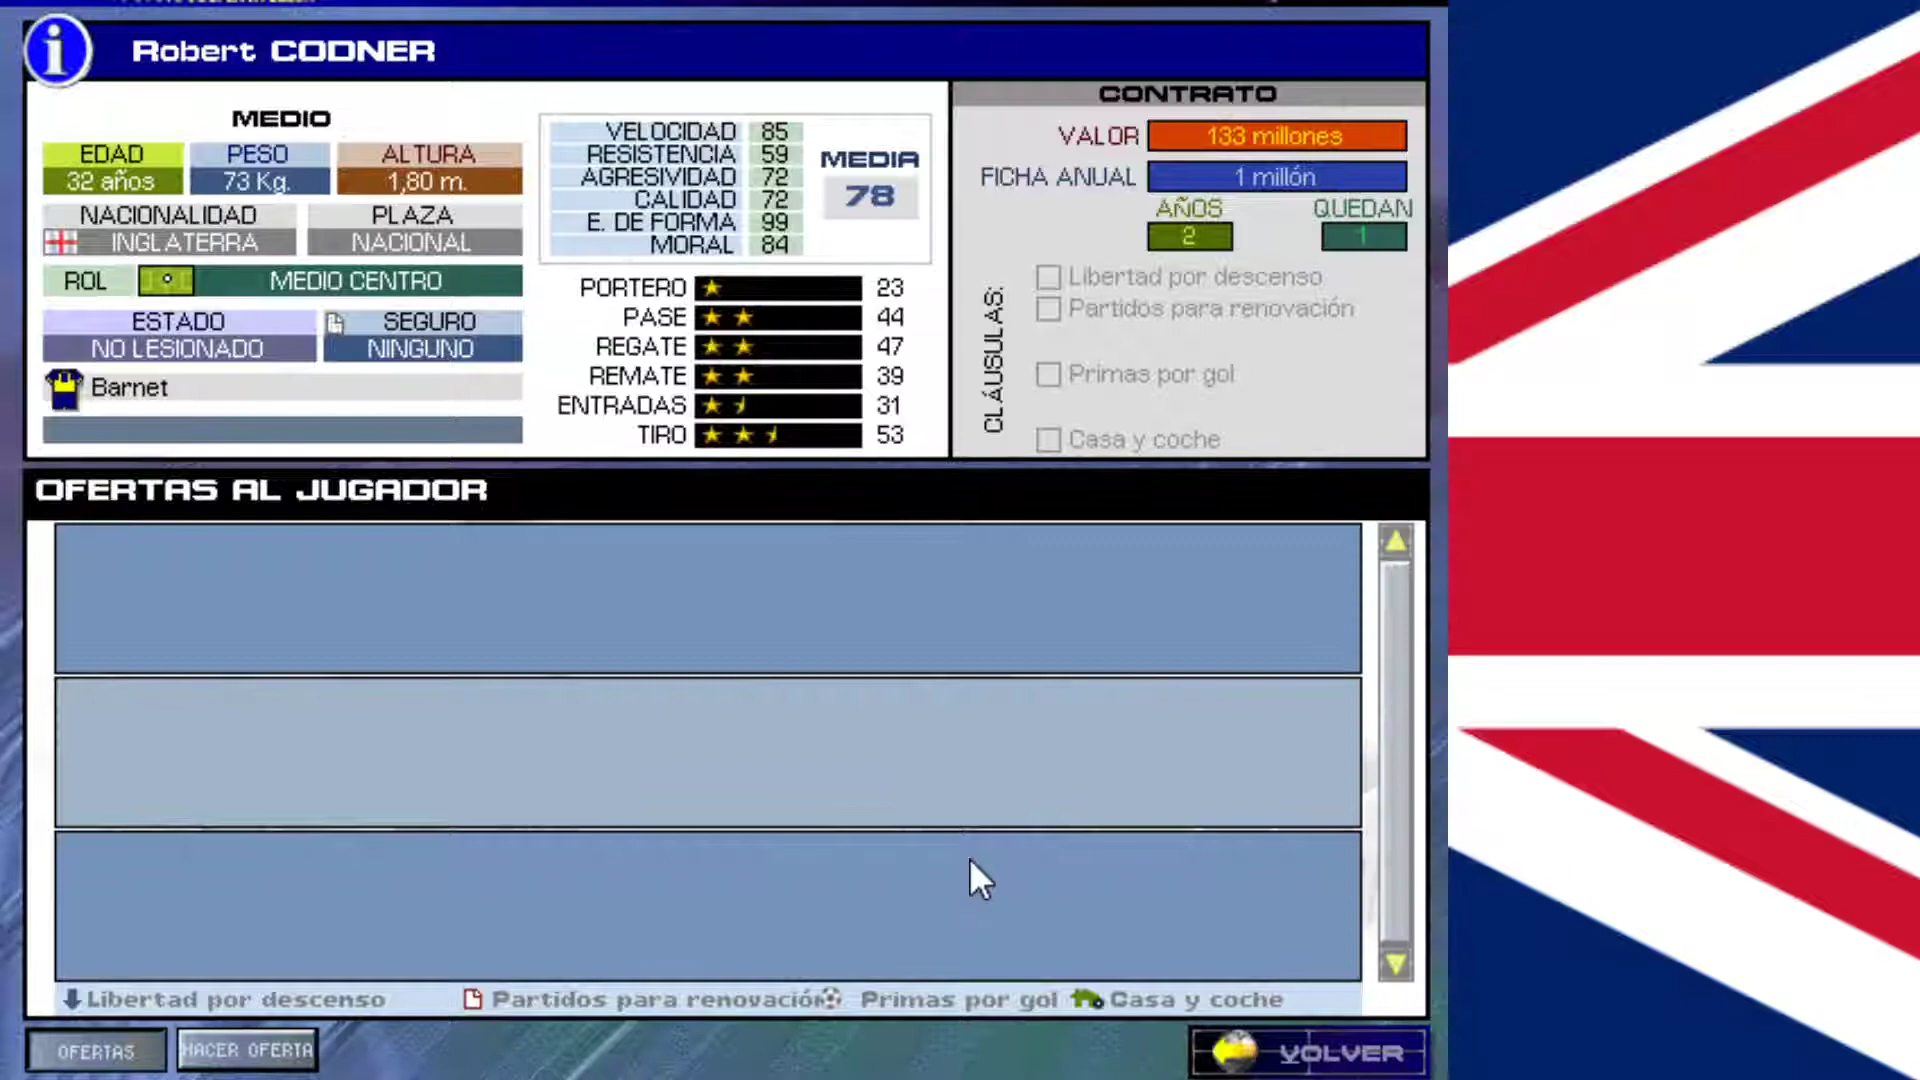 Robert CODNER
MEDIO
EDAD PESO ALTURA
32 años 73 Kg. 1,80 m.
NACIONALIDAD PLAZA
INGLATERRA NACIONAL
ROL MEDIO CENTRO
ESTADO SEGURO
NO LESIONADO NINGUNO
Barnet
VELOCIDAD 85
RESISTENCIA 59
AGRESIVIDAD 72
CALIDAD 72
E. DE FORMA 99
MORAL 84
MEDIA
78
PORTERO 23
PASE 44
REGATE 47
REMATE 39
ENTRADAS 31
TIRO 53
CONTRATO
VALOR 133 millones
FICHA ANUAL 1 millón
AÑOS QUEDAN
2 1
CLÁUSULAS:
Libertad por descenso
Partidos para renovación
Primas por gol
Casa y coche
OFERTAS AL JUGADOR
Libertad por descenso Partidos para renovación Primas por gol Casa y coche
OFERTAS HACER OFERTA VOLVER